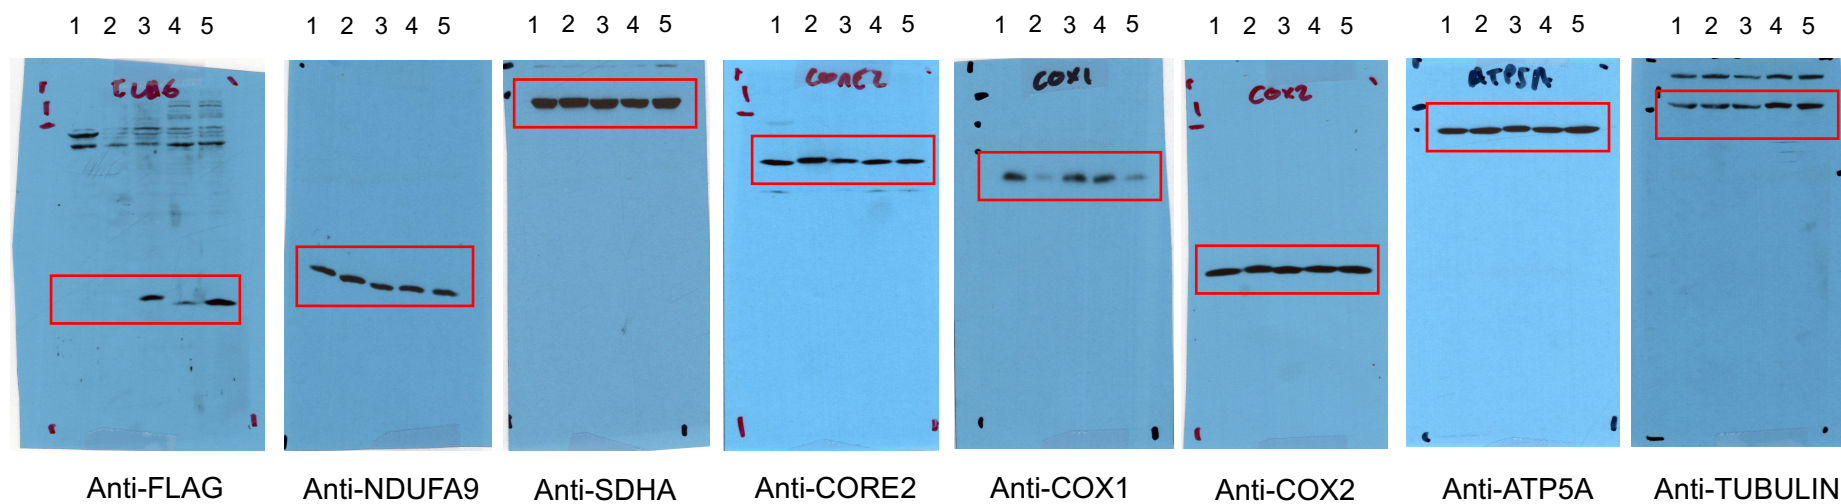 1 2 3 4 5
1 2 3 4 5
1 2 3 4 5
1 2 3 4 5
1 2 3 4 5
1 2 3 4 5
1 2 3 4 5
1 2 3 4 5
CORE2
COX1
COX2
ATP5A
Anti-FLAG
Anti-NDUFA9
Anti-SDHA
Anti-CORE2
Anti-COX1
Anti-COX2
Anti-ATP5A
Anti-TUBULIN